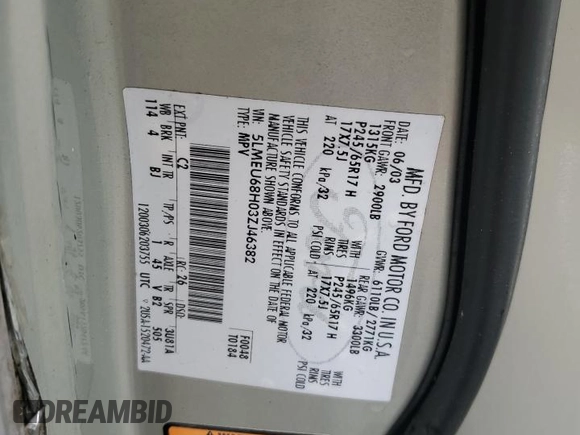 MFD. BY FORD MOTOR CO. IN U.S.A.
DATE: 06/03 GVWR: 6110LB/2771KG
FRONT GAWR: 2900LB REAR GAWR: 3300LB
1315KG WITH 1496KG WITH
P245/65R17 H TIRES P245/65R17 H TIRES
17X7.5J RIMS 17X7.5J RIMS
AT 220 kPa/32 PSI COLD AT 220 kPa/32 PSI COLD
THIS VEHICLE CONFORMS TO ALL APPLICABLE FEDERAL MOTOR
VEHICLE SAFETY STANDARDS IN EFFECT ON THE DATE OF
MANUFACTURE SHOWN ABOVE.
VIN: 5LMEU68H03ZJ46382
TYPE: MPV
F0048
T0184
EXT PNT: C2 RC: 26 DSO:
WB BRK INT TR TP/PS R AXLE TR SPR
114 4 BJ 1 45 B3 505
UTC
DREAMBID